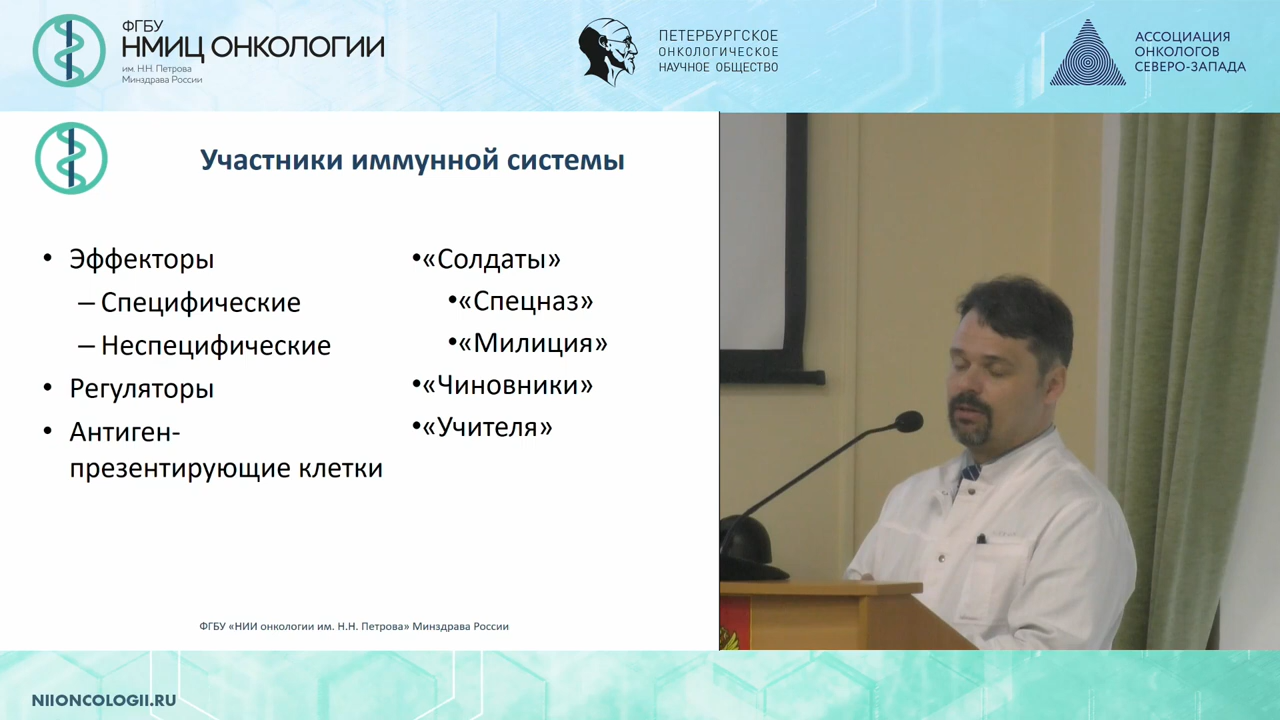 ФГБУ
НМИЦ ОНКОЛОГИИ
им. Н.Н. Петрова
Минздрава России
ПЕТЕРБУРГСКОЕ
ОНКОЛОГИЧЕСКОЕ
НАУЧНОЕ ОБЩЕСТВО
АССОЦИАЦИЯ
ОНКОЛОГОВ
СЕВЕРО-ЗАПАДА
Участники иммунной системы
• Эффекторы
– Специфические
– Неспецифические
• Регуляторы
• Антиген-
презентирующие клетки
•«Солдаты»
•«Спецназ»
•«Милиция»
•«Чиновники»
•«Учителя»
ФГБУ «НИИ онкологии им. Н.Н. Петрова» Минздрава России
NIIONCOLOGII.RU